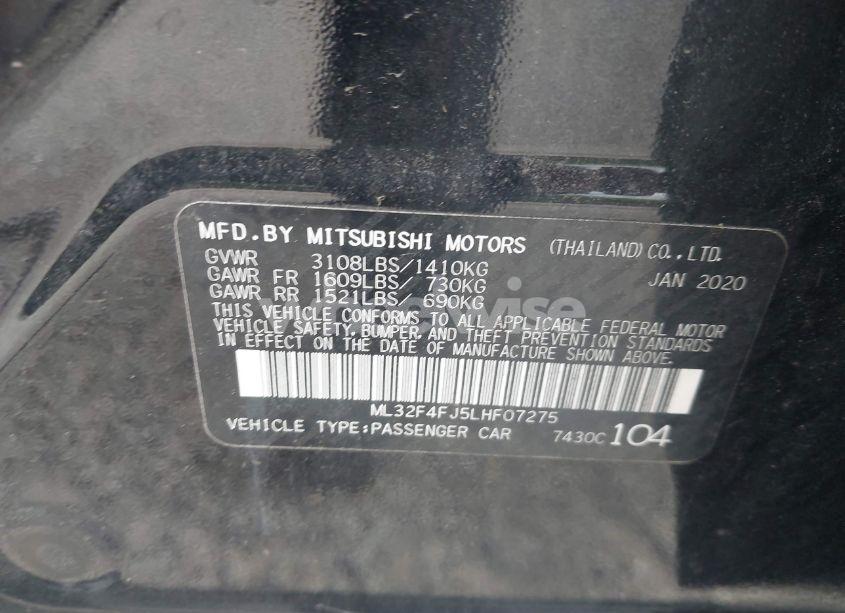 MFD.BY MITSUBISHI MOTORS (THAILAND) CO.,LTD.
GVWR 3108LBS/1410KG JAN 2020
GAWR FR 1609LBS/ 730KG
GAWR RR 1521LBS/ 690KG
THIS VEHICLE CONFORMS TO ALL APPLICABLE FEDERAL MOTOR
VEHICLE SAFETY, BUMPER, AND THEFT PREVENTION STANDARDS
IN EFFECT ON THE DATE OF MANUFACTURE SHOWN ABOVE.
ML32F4FJ5LHF07275
VEHICLE TYPE:PASSENGER CAR 7430C 104